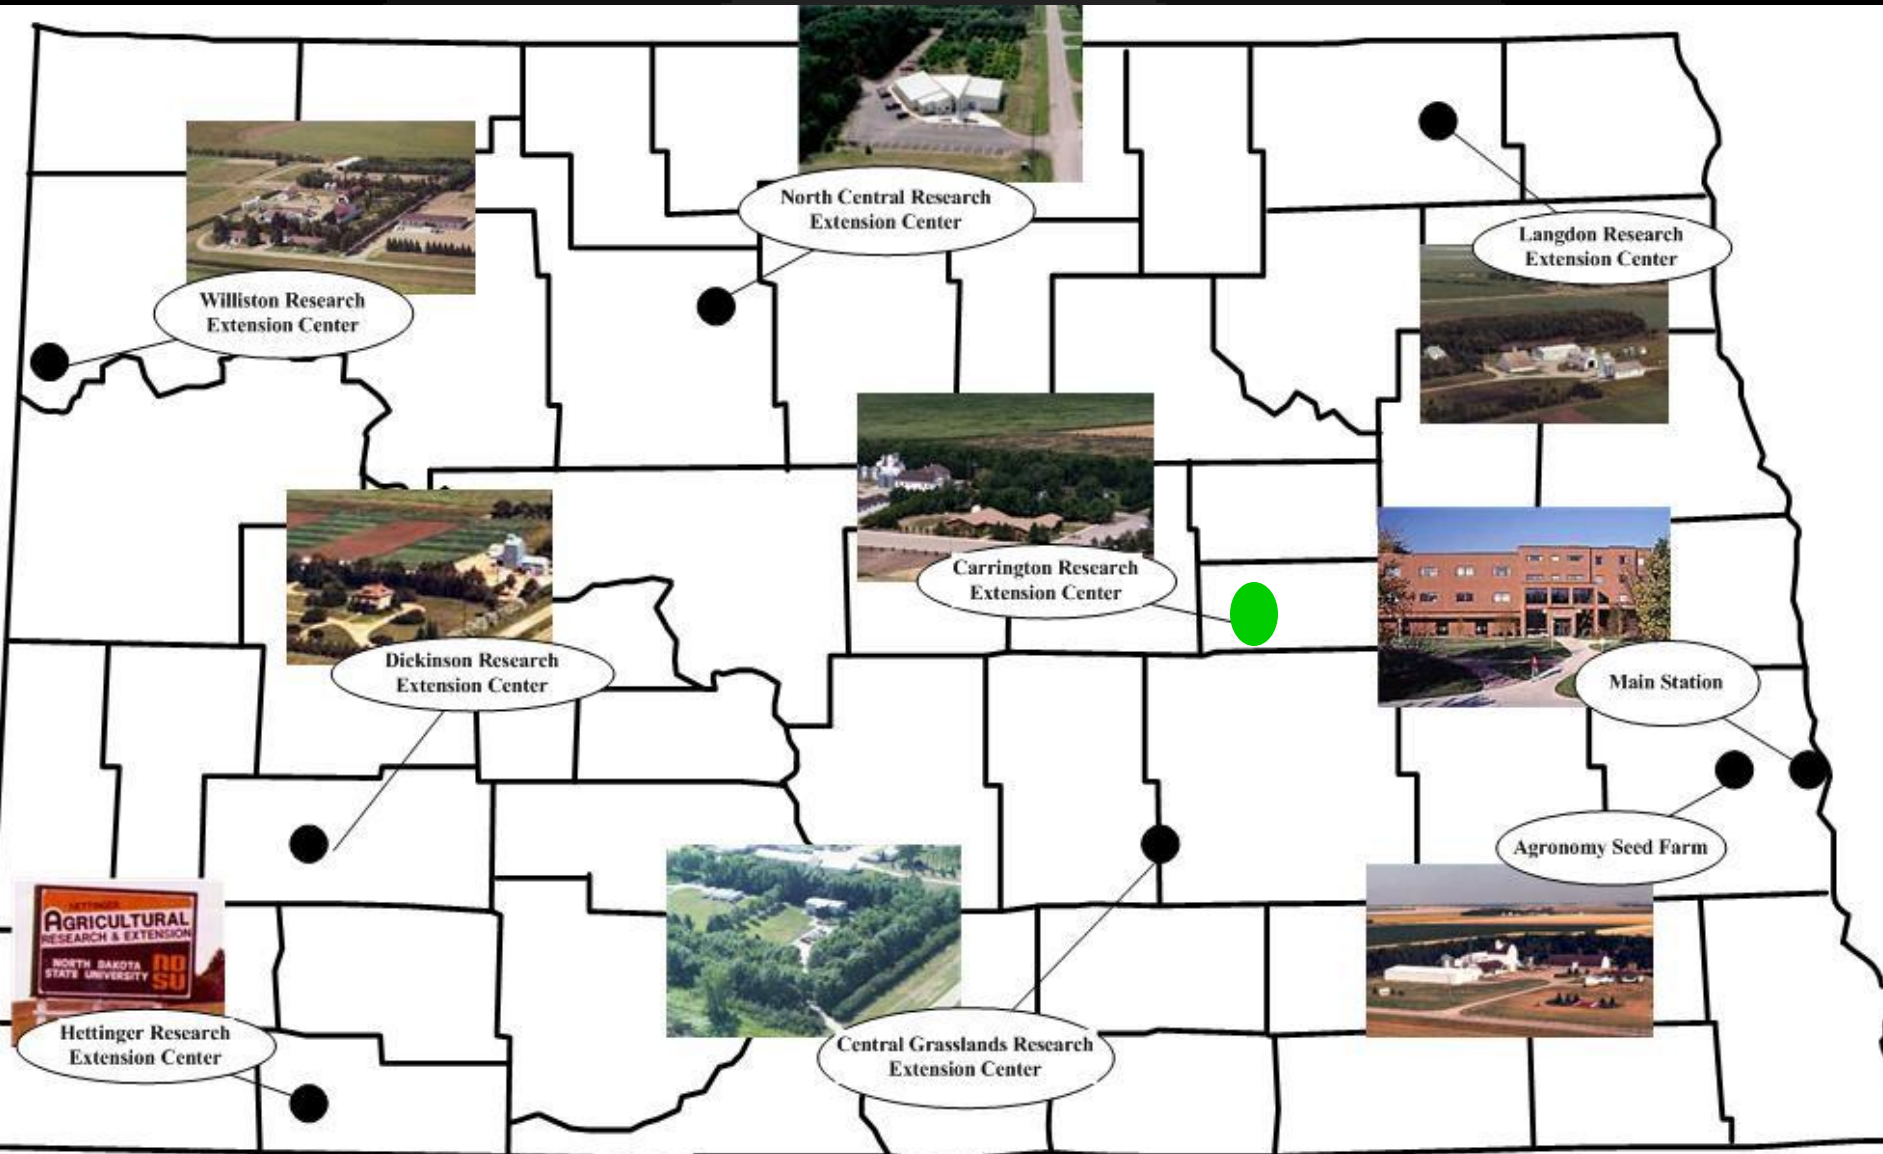 North Central Research
Extension Center
Langdon Research
Extension Center
Williston Research
Extension Center
Carrington Research
Extension Center
Dickinson Research
Extension Center
Main Station
Agronomy Seed Farm
HETTINGER
AGRICULTURAL
RESEARCH & EXTENSION
NORTH DAKOTA
STATE UNIVERSITY
ND
SU
Hettinger Research
Extension Center
Central Grasslands Research
Extension Center